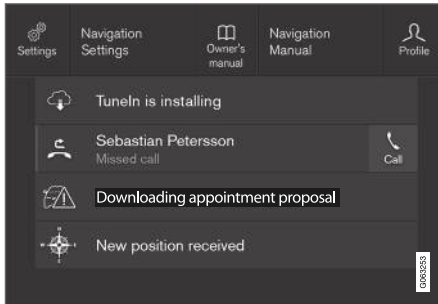 Settings
Navigation
Settings
Owner's
manual
Navigation
Manual
Profile
TuneIn is installing
Sebastian Petersson
Missed call
Call
Downloading appointment proposal
New position received
G063253